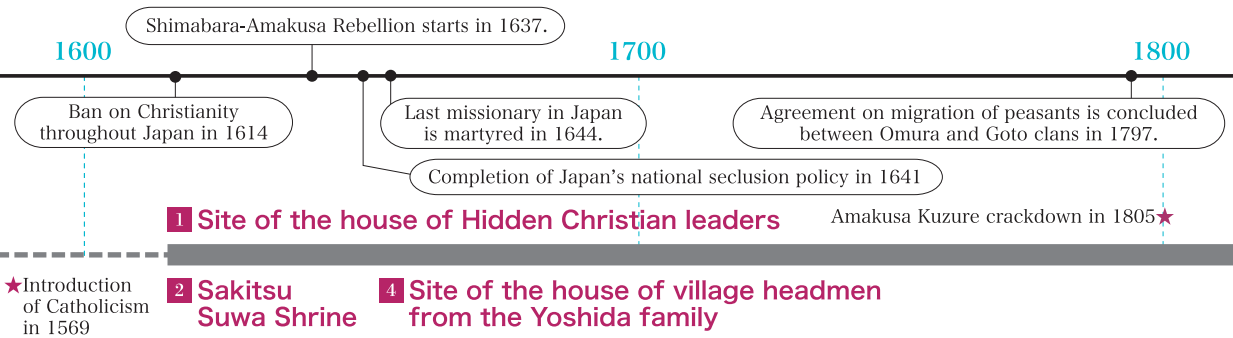 Shimabara-Amakusa Rebellion starts in 1637.
1600
1700
1800
Ban on Christianity
throughout Japan in 1614
Last missionary in Japan
is martyred in 1644.
Agreement on migration of peasants is concluded
between Omura and Goto clans in 1797.
Completion of Japan’s national seclusion policy in 1641
1 Site of the house of Hidden Christian leaders
Amakusa Kuzure crackdown in 1805★
★Introduction
of Catholicism
in 1569
2 Sakitsu
Suwa Shrine
4 Site of the house of village headmen
from the Yoshida family